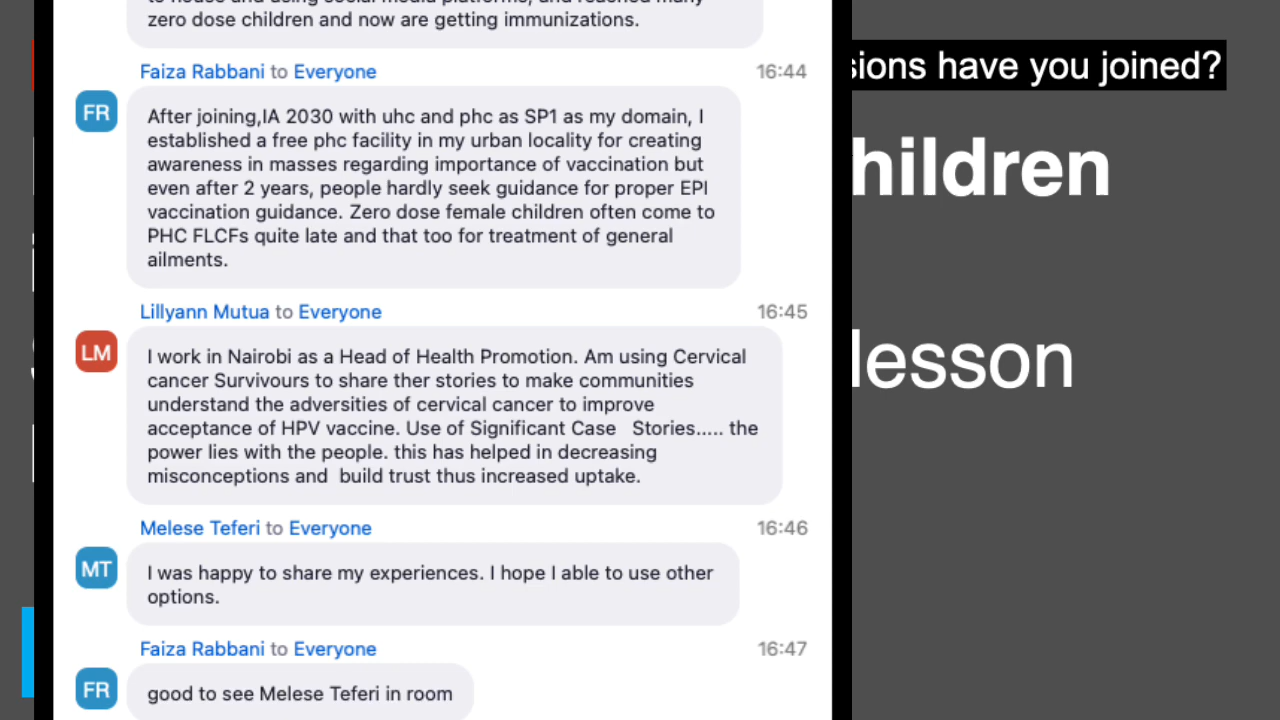 zero dose children and now are getting immunizations.
Faiza Rabbani to Everyone 16:44
FR
After joining,IA 2030 with uhc and phc as SP1 as my domain, I
established a free phc facility in my urban locality for creating
awareness in masses regarding importance of vaccination but
even after 2 years, people hardly seek guidance for proper EPI
vaccination guidance. Zero dose female children often come to
PHC FLCFs quite late and that too for treatment of general
ailments.
Lillyann Mutua to Everyone 16:45
LM
I work in Nairobi as a Head of Health Promotion. Am using Cervical
cancer Survivours to share ther stories to make communities
understand the adversities of cervical cancer to improve
acceptance of HPV vaccine. Use of Significant Case Stories..... the
power lies with the people. this has helped in decreasing
misconceptions and build trust thus increased uptake.
Melese Teferi to Everyone 16:46
MT
I was happy to share my experiences. I hope I able to use other
options.
Faiza Rabbani to Everyone 16:47
FR
good to see Melese Teferi in room
sions have you joined?
hildren
lesson